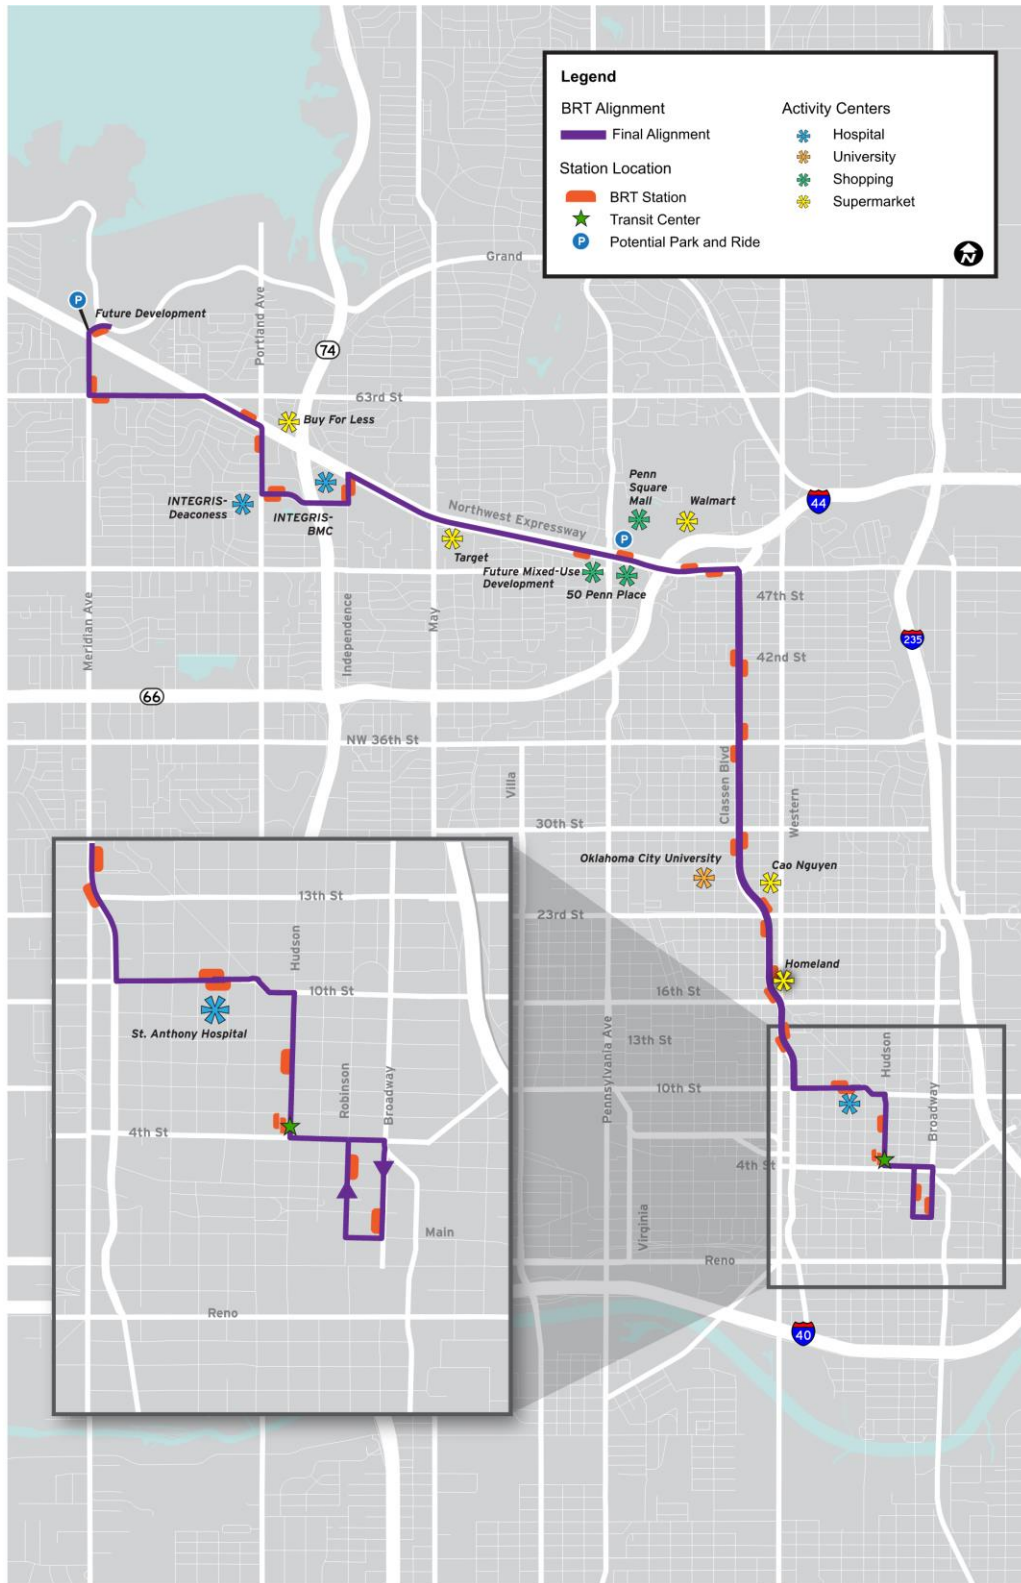 Legend
BRT Alignment
Final Alignment
Station Location
BRT Station
Transit Center
P
Potential Park and Ride
Activity Centers
Hospital
University
Shopping
Supermarket
N
Grand
P
Future Development
Portland Ave
74
63rd St
Buy For Less
INTEGRIS-
Deaconess
INTEGRIS-
BMC
Northwest Expressway
Penn
Square
Mall
Walmart
44
P
Target
Future Mixed-Use
Development
50 Penn Place
47th St
Meridian Ave
Independence
May
235
42nd St
66
NW 36th St
Villa
Classen Blvd
Western
30th St
Oklahoma City University
Cao Nguyen
23rd St
Homeland
16th St
13th St
Pennsylvania Ave
Hudson
10th St
Broadway
4th St
Virginia
Reno
40
13th St
Hudson
10th St
St. Anthony Hospital
Robinson
Broadway
4th St
Main
Reno